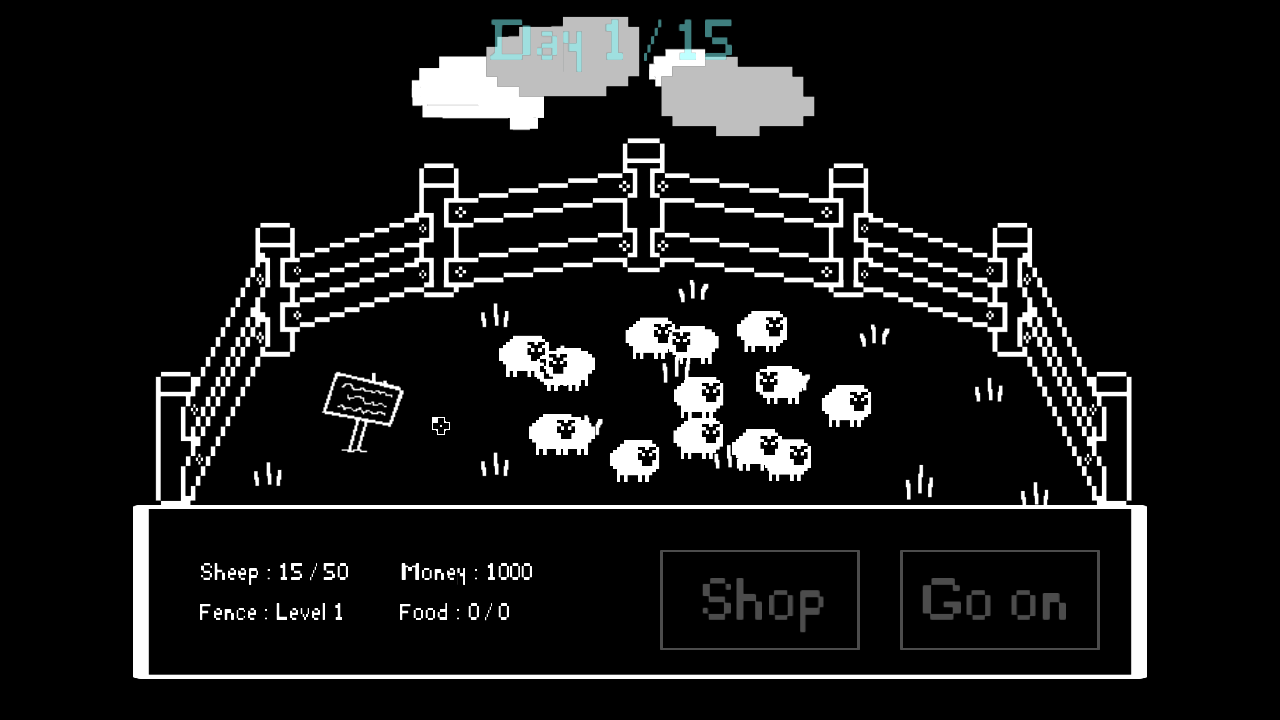 Day 1/15
Sheep : 15 / 50
Money : 1000
Fence : Level 1
Food : 0 / 0
Shop
Go on